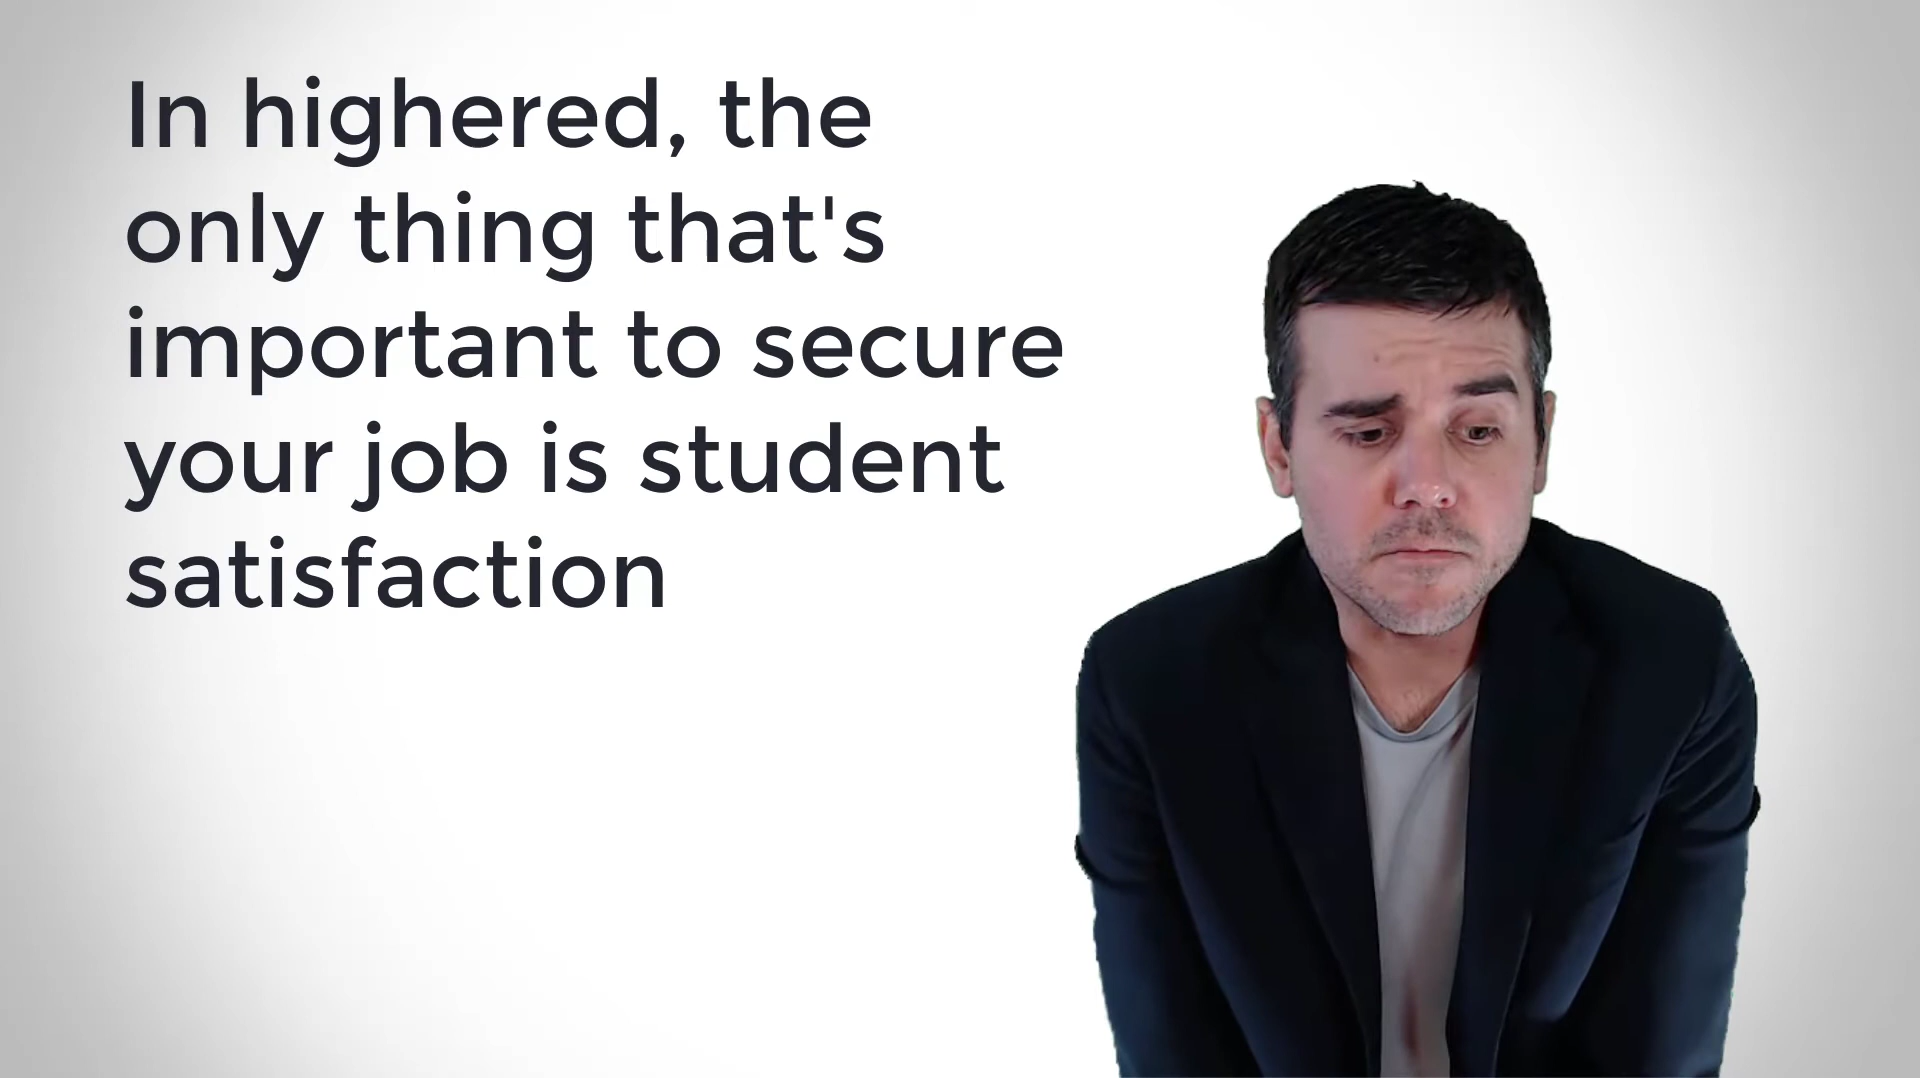 In highered, the
only thing that's
important to secure
your job is student
satisfaction